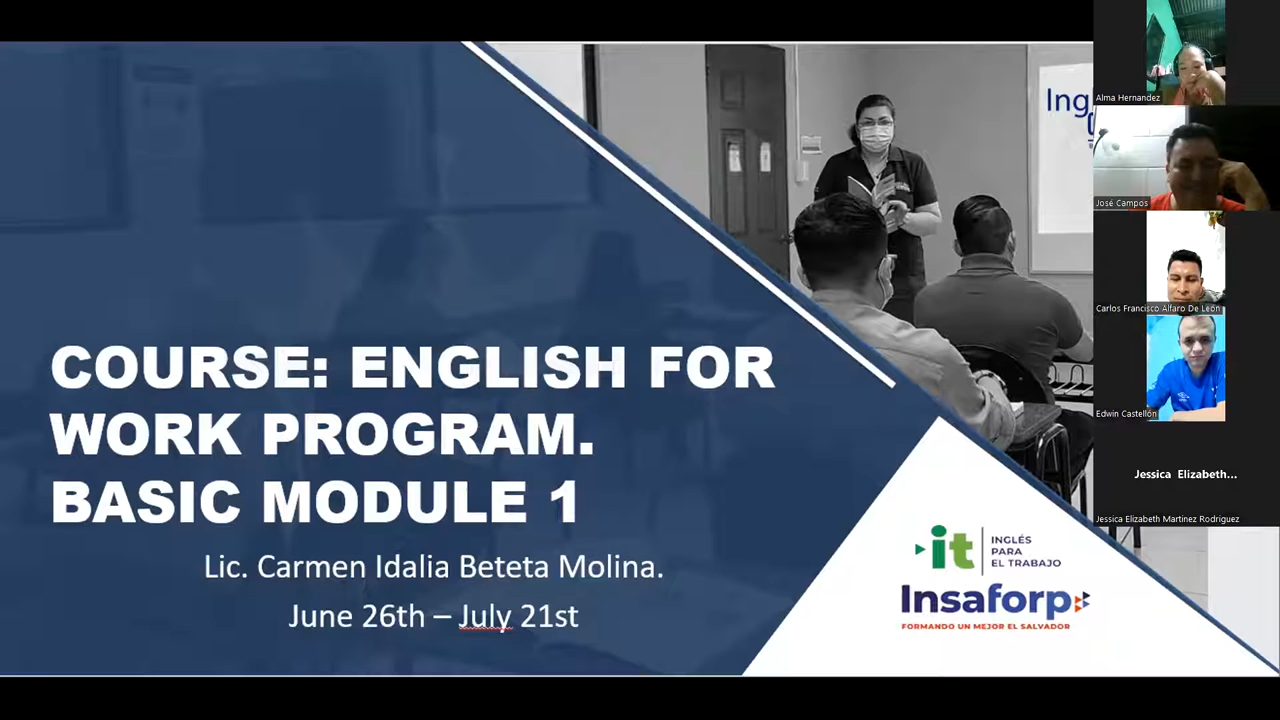 COURSE: ENGLISH FOR
WORK PROGRAM.
BASIC MODULE 1
Lic. Carmen Idalia Beteta Molina.
June 26th – July 21st
Ing
it
INGLÉS
PARA
EL TRABAJO
Insaforp
FORMANDO UN MEJOR EL SALVADOR
Alma Hernandez
José Campos
Carlos Francisco Alfaro De León
Edwin Castellón
Jessica Elizabeth...
Jessica Elizabeth Martinez Rodriguez